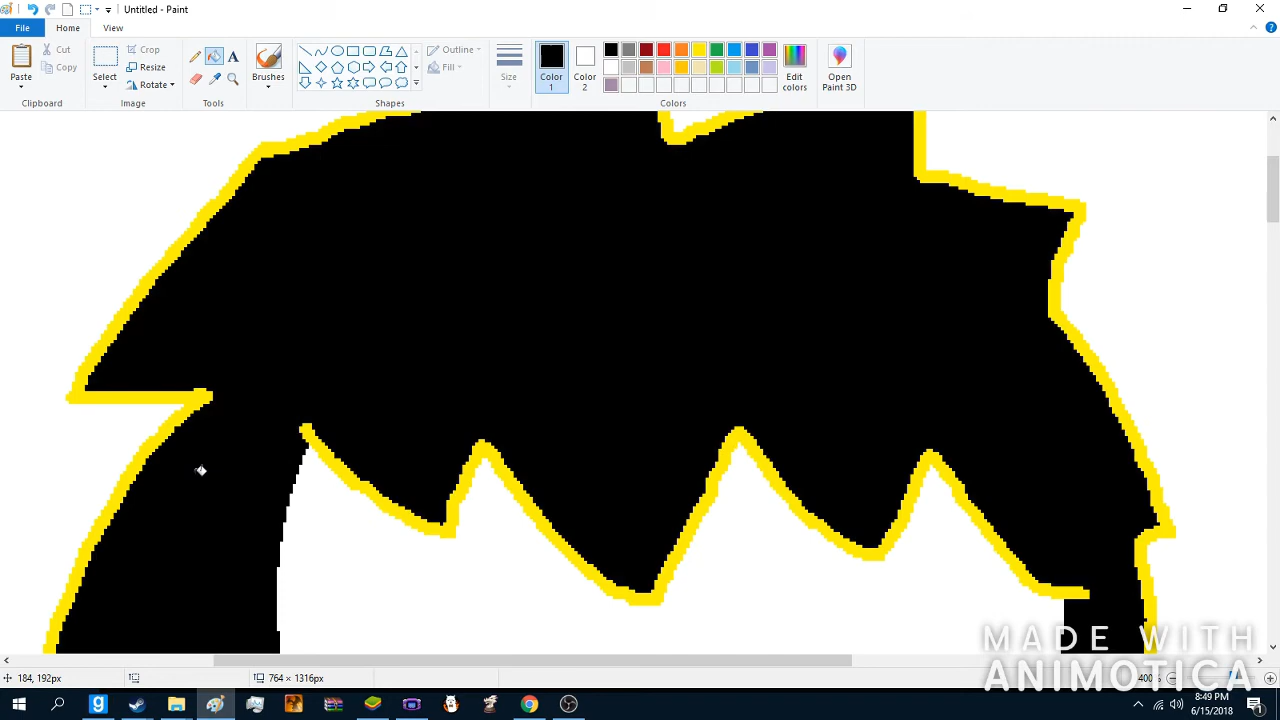 Untitled - Paint
File
Home
View
Paste
Cut
Copy
Clipboard
Select
Crop
Resize
Rotate
Image
A
Tools
Brushes
Outline
Fill
Shapes
Size
Color 1
Color 2
Edit colors
Colors
Open Paint 3D
MADE WITH
ANIMOTICA
184, 192px
764 × 1316px
400%
8:49 PM
6/15/2018